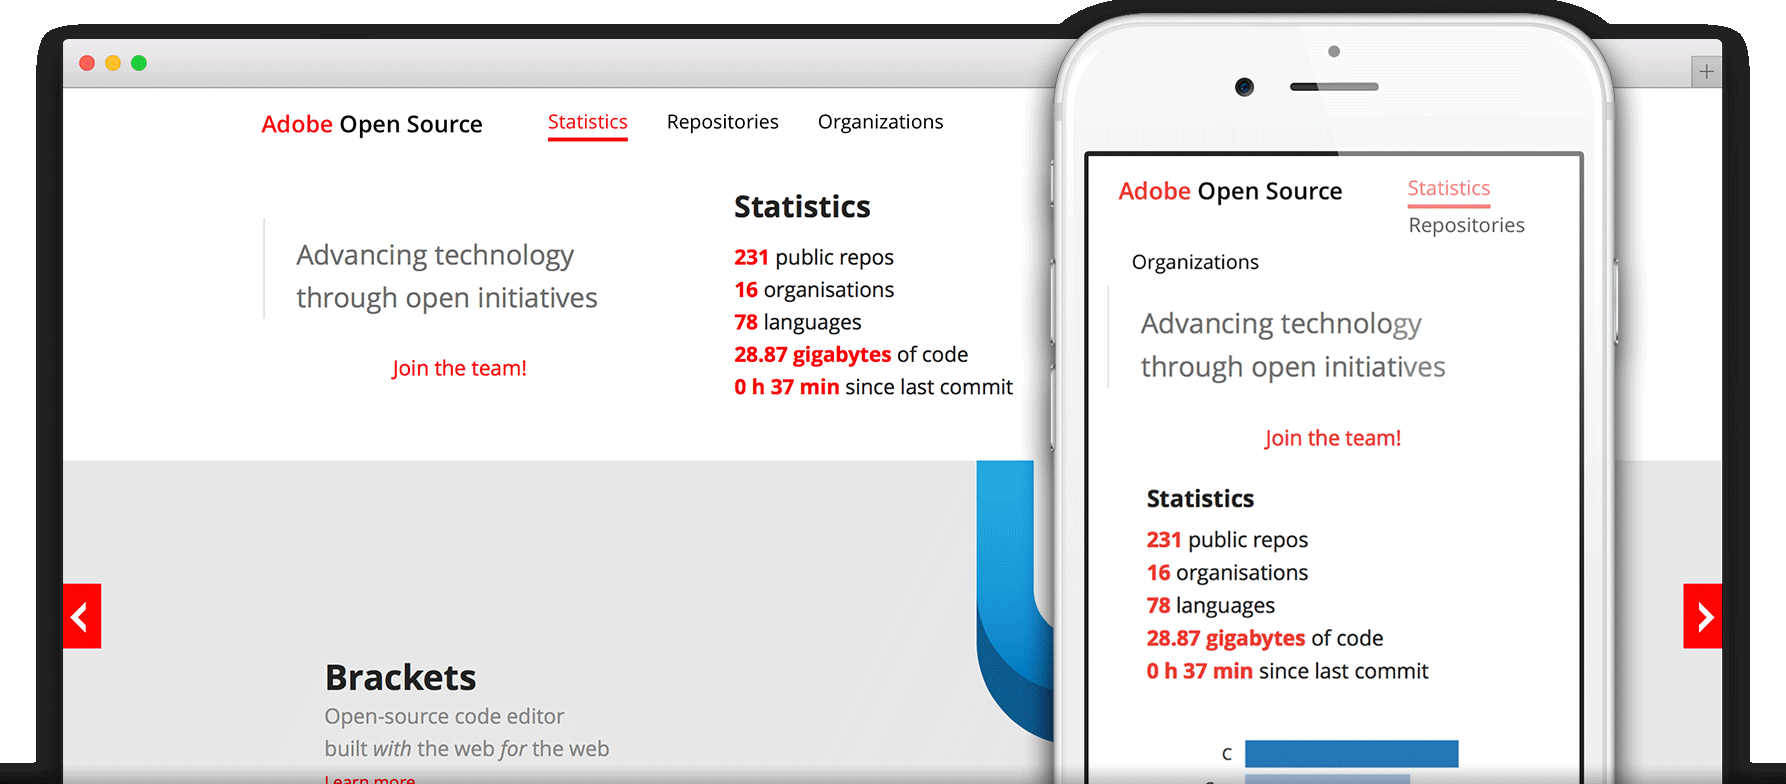 Adobe Open Source
Statistics
Repositories
Organizations
Advancing technology
through open initiatives
Join the team!
Statistics
231 public repos
16 organisations
78 languages
28.87 gigabytes of code
0 h 37 min since last commit
Brackets
Open-source code editor
built with the web for the web
Learn more
Adobe Open Source
Statistics
Repositories
Organizations
Advancing technology
through open initiatives
Join the team!
Statistics
231 public repos
16 organisations
78 languages
28.87 gigabytes of code
0 h 37 min since last commit
C